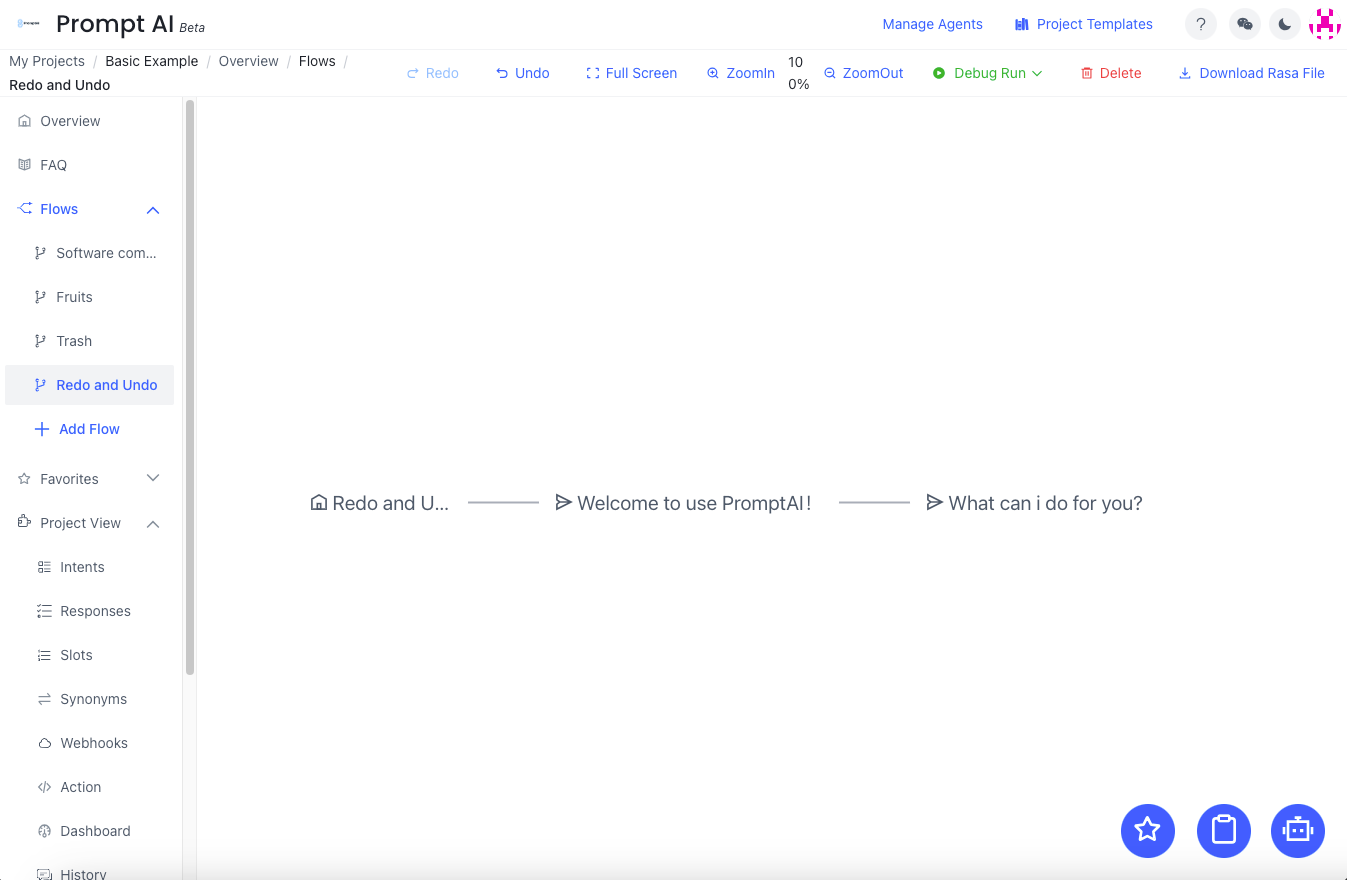 Prompt AI Beta
Manage Agents
Project Templates
?
My Projects / Basic Example / Overview / Flows /
Redo and Undo
Redo
Undo
Full Screen
ZoomIn
10
0%
ZoomOut
Debug Run
Delete
Download Rasa File
Overview
FAQ
Flows
Software com...
Fruits
Trash
Redo and Undo
Add Flow
Favorites
Project View
Intents
Responses
Slots
Synonyms
Webhooks
Action
Dashboard
History
Redo and U...
Welcome to use PromptAI!
What can i do for you?